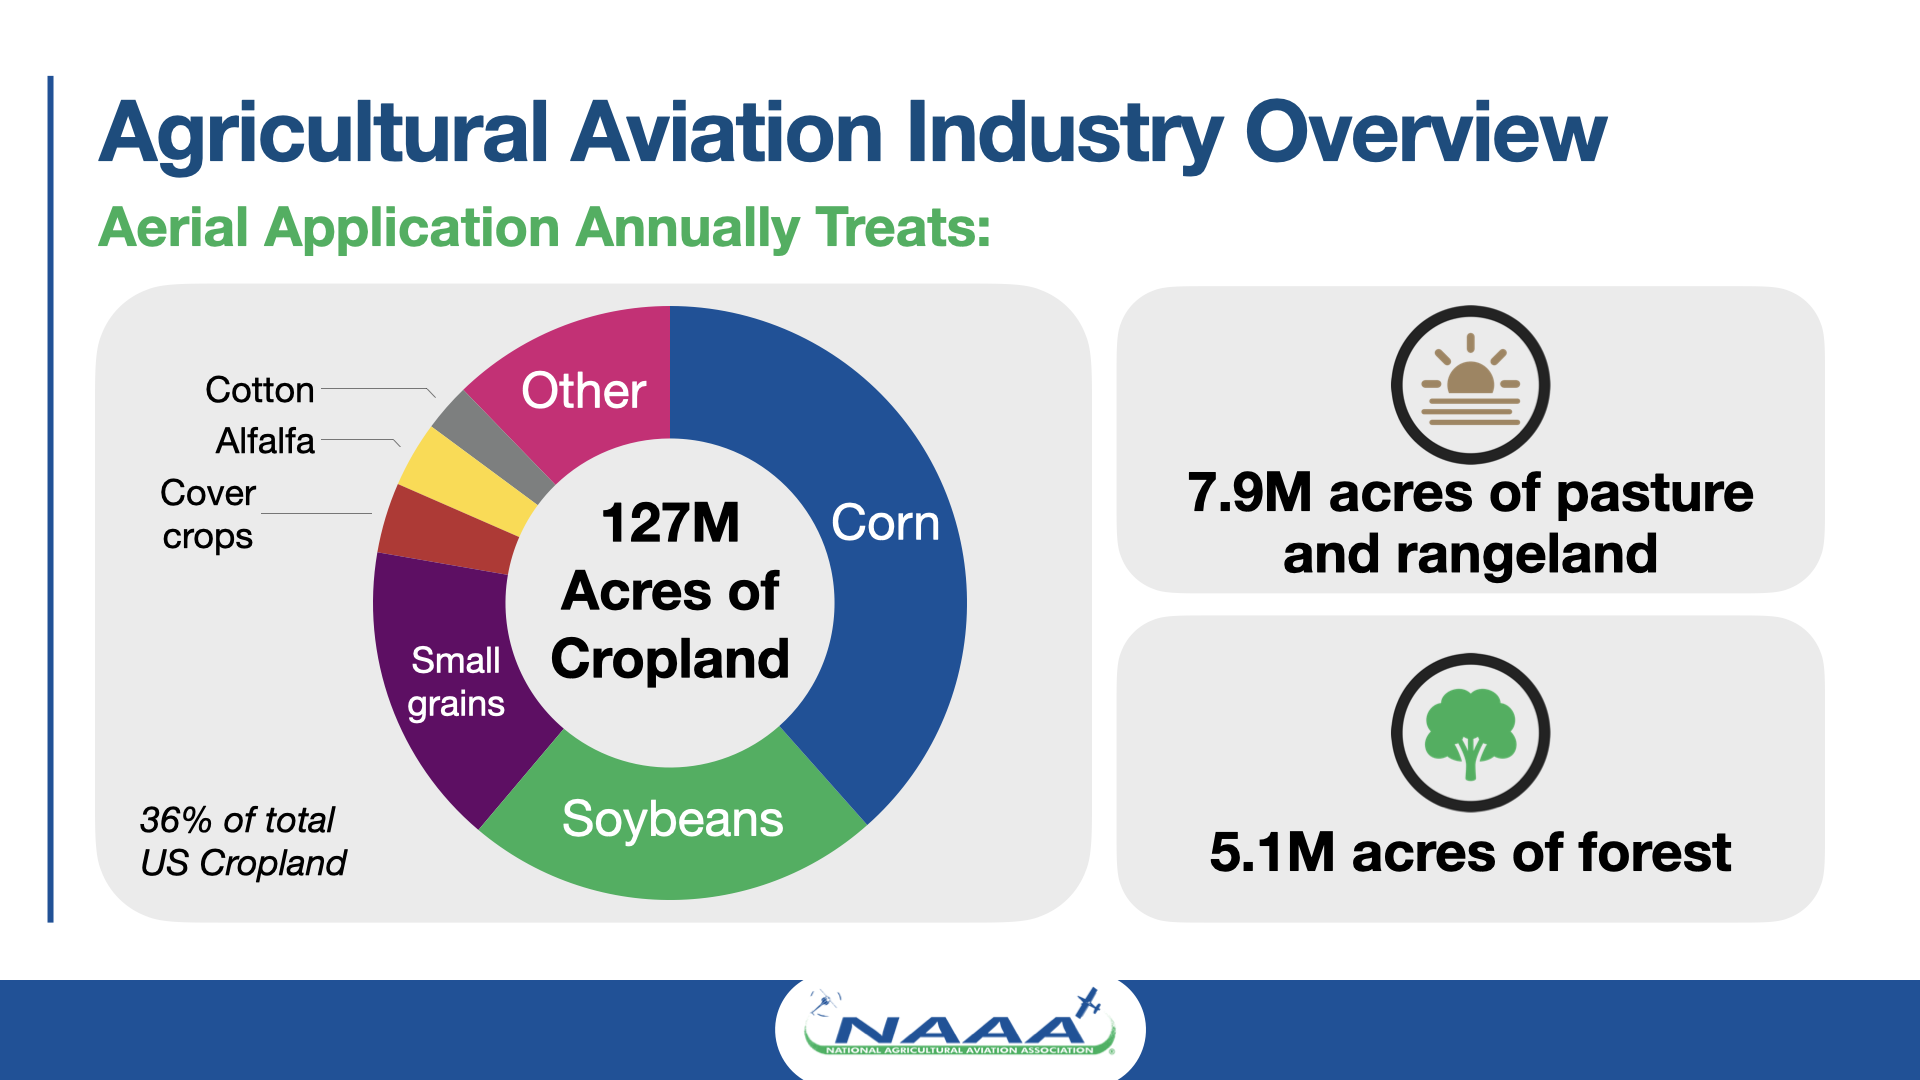 Agricultural Aviation Industry Overview
Aerial Application Annually Treats:
Cotton
Alfalfa
Cover
crops
Small
grains
Other
Corn
Soybeans
127M
Acres of
Cropland
36% of total
US Cropland
7.9M acres of pasture
and rangeland
5.1M acres of forest
NAAA
NATIONAL AGRICULTURAL AVIATION ASSOCIATION ®